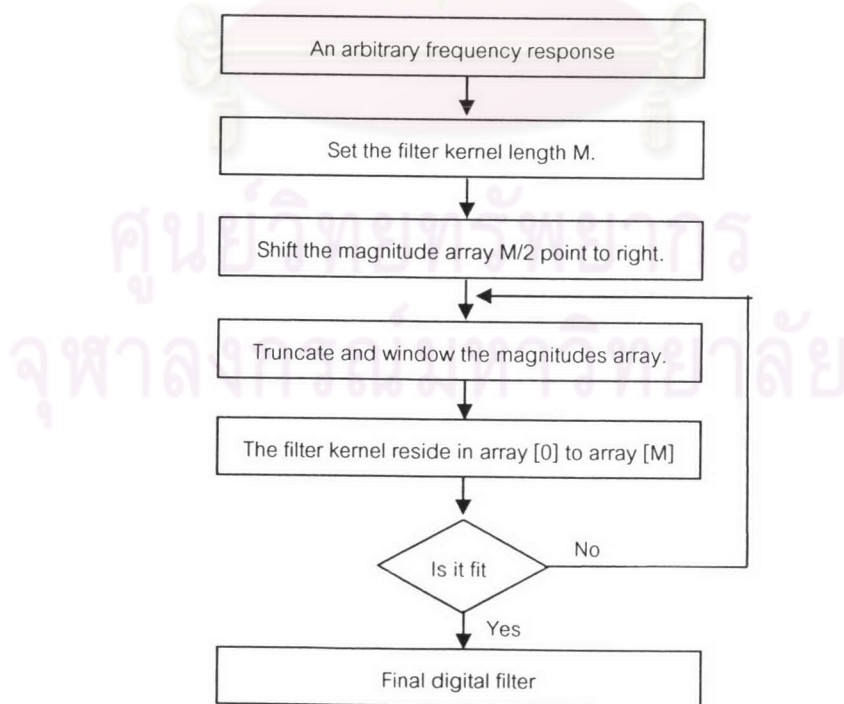 An arbitrary frequency response
Set the filter kernel length M.
ศูนย์วิทยทรัพยากร
Shift the magnitude array M/2 point to right.
จุฬาลงกรณ์มหาวิทยาลัย
Truncate and window the magnitudes array.
The filter kernel reside in array [0] to array [M]
Is it fit
No
Yes
Final digital filter